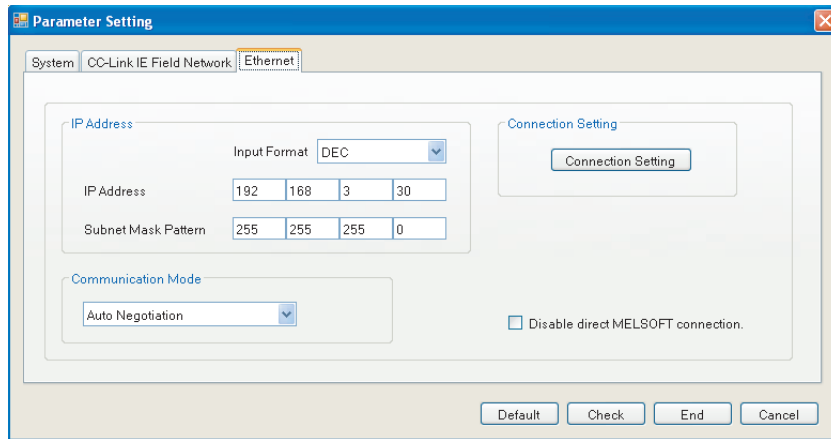 Parameter Setting
System CC-Link IE Field Network Ethernet
IP Address
Input Format DEC
IP Address 192 168 3 30
Subnet Mask Pattern 255 255 255 0
Connection Setting
Connection Setting
Communication Mode
Auto Negotiation
Disable direct MELSOFT connection.
Default Check End Cancel